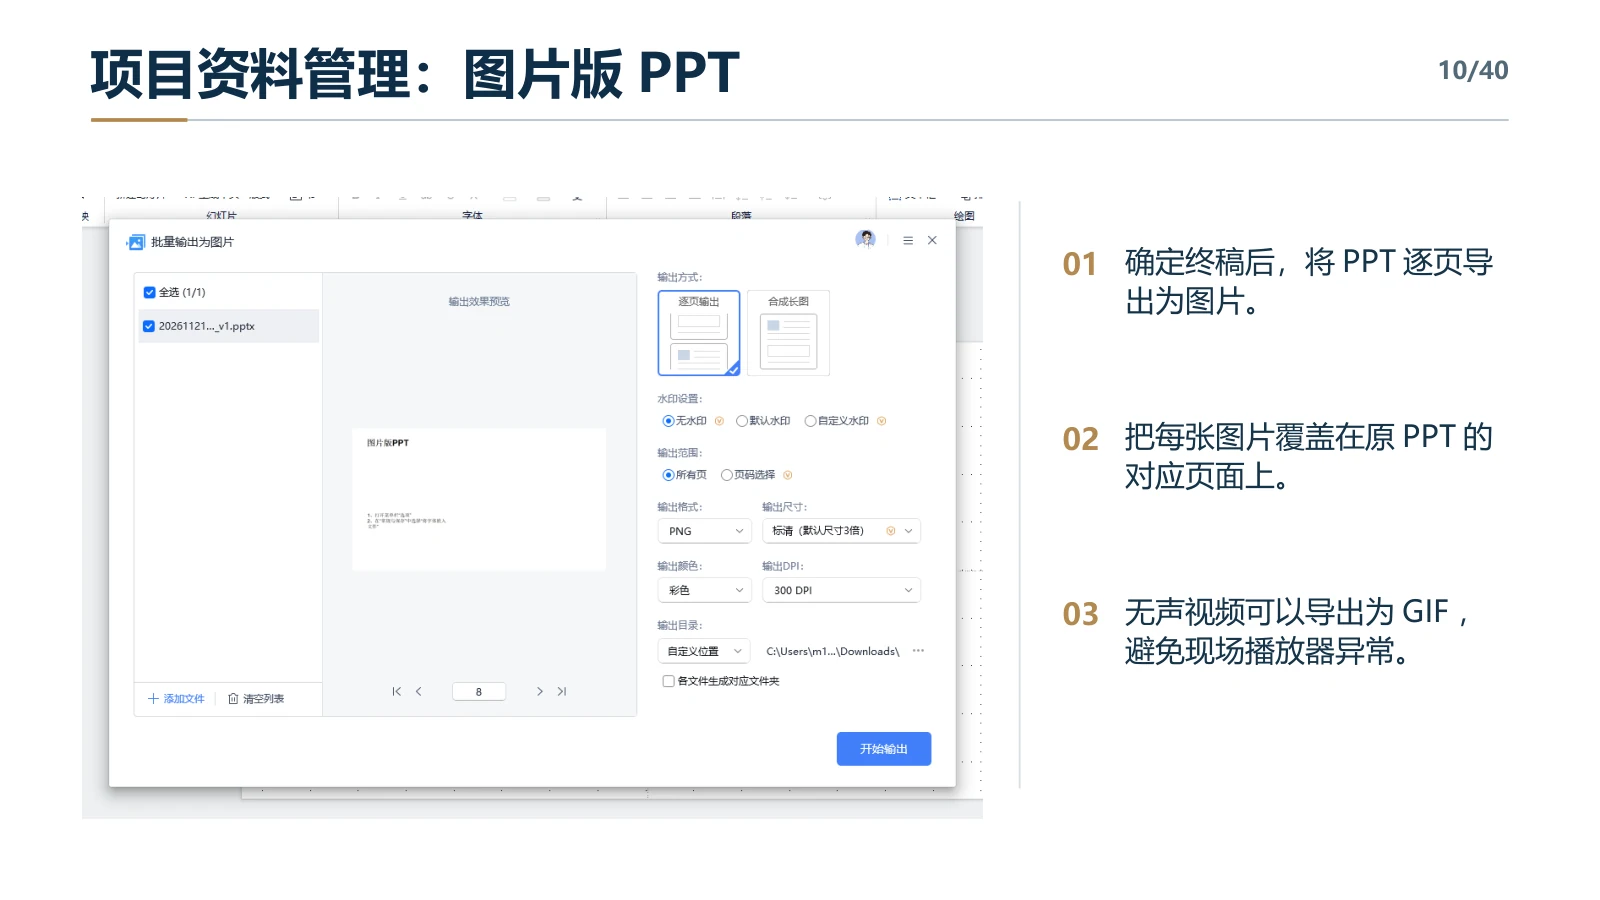 项目资料管理：图片版 PPT
10/40
幻灯片
字体
段落
绘图
批量输出为图片
全选 (1/1)
20261121..._v1.pptx
添加文件
清空列表
输出效果预览
图片版PPT
8
输出方式：
逐页输出
合成长图
水印设置：
无水印
默认水印
自定义水印
输出范围：
所有页
页码选择
输出格式：
输出尺寸：
PNG
标清（默认尺寸3倍）
输出颜色：
输出DPI：
彩色
300 DPI
输出目录：
自定义位置
C:\Users\m1...\Downloads\
各文件生成对应文件夹
开始输出
01
确定终稿后，将 PPT 逐页导
出为图片。
02
把每张图片覆盖在原 PPT 的
对应页面上。
03
无声视频可以导出为 GIF ，
避免现场播放器异常。